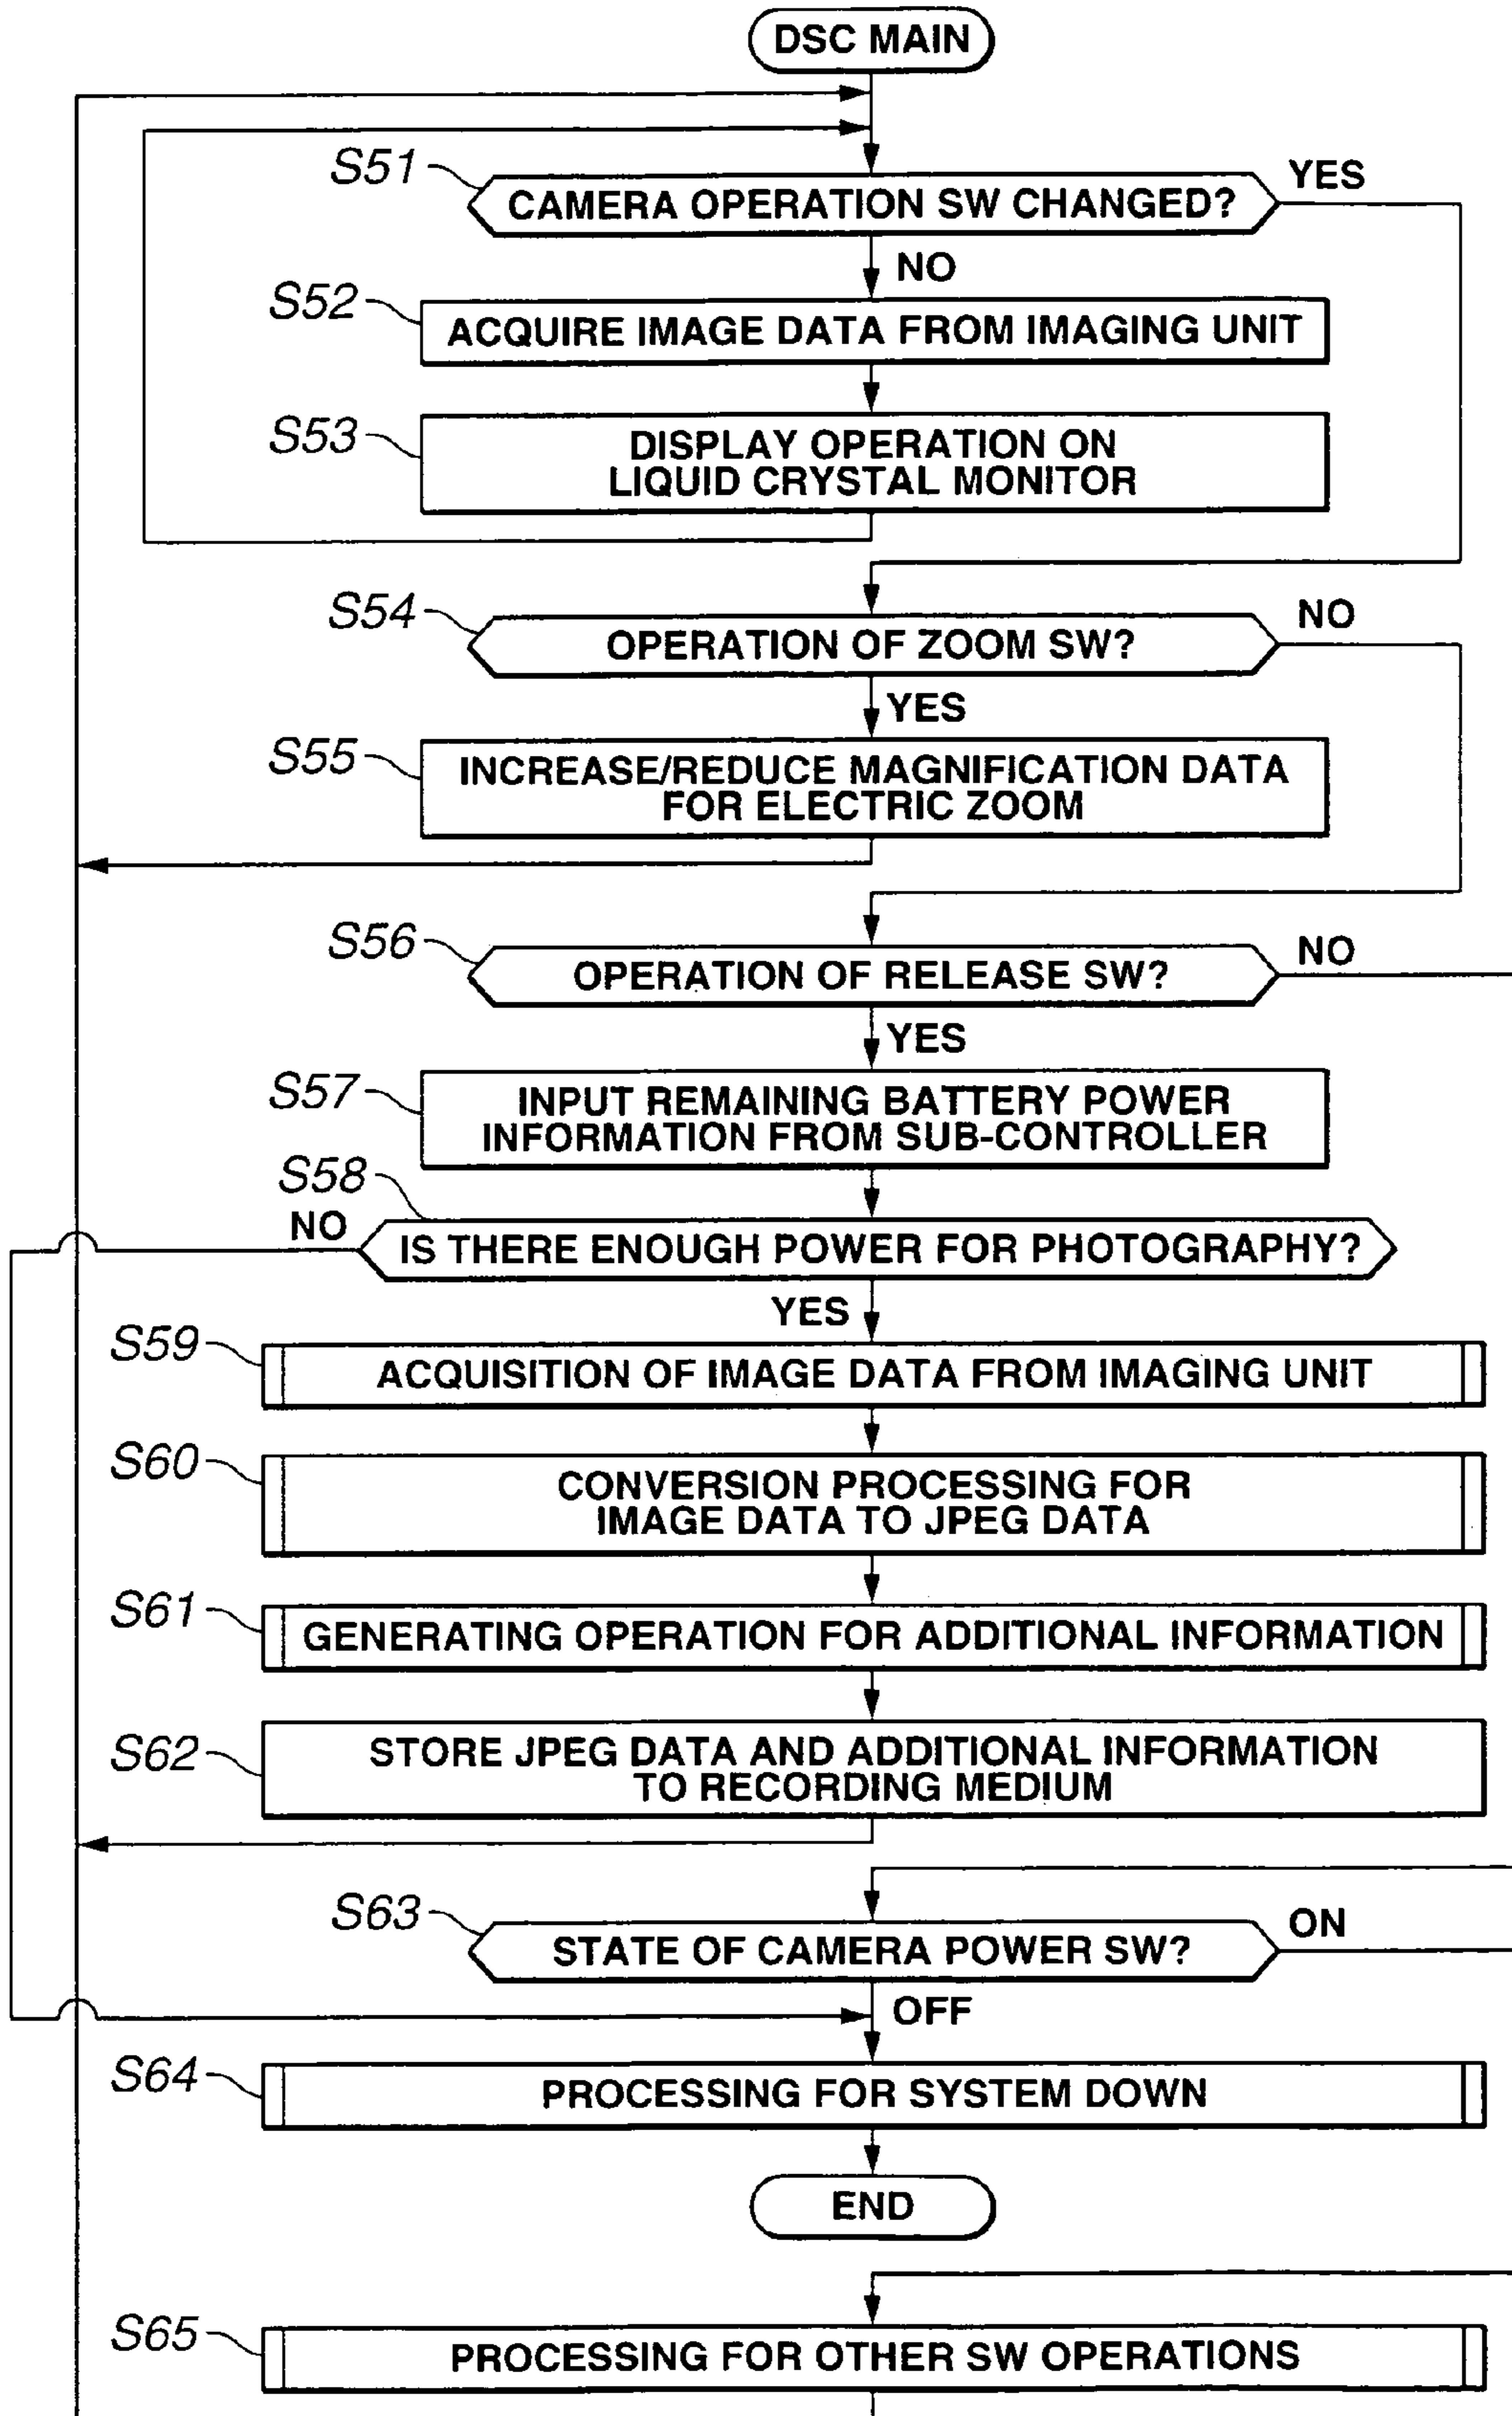 DSC MAIN
S51
CAMERA OPERATION SW CHANGED?
YES
NO
S52
ACQUIRE IMAGE DATA FROM IMAGING UNIT
S53
DISPLAY OPERATION ON
LIQUID CRYSTAL MONITOR
S54
OPERATION OF ZOOM SW?
NO
YES
S55
INCREASE/REDUCE MAGNIFICATION DATA
FOR ELECTRIC ZOOM
S56
OPERATION OF RELEASE SW?
NO
YES
S57
INPUT REMAINING BATTERY POWER
INFORMATION FROM SUB-CONTROLLER
S58
NO
IS THERE ENOUGH POWER FOR PHOTOGRAPHY?
YES
S59
ACQUISITION OF IMAGE DATA FROM IMAGING UNIT
S60
CONVERSION PROCESSING FOR
IMAGE DATA TO JPEG DATA
S61
GENERATING OPERATION FOR ADDITIONAL INFORMATION
S62
STORE JPEG DATA AND ADDITIONAL INFORMATION
TO RECORDING MEDIUM
S63
STATE OF CAMERA POWER SW?
ON
OFF
S64
PROCESSING FOR SYSTEM DOWN
END
S65
PROCESSING FOR OTHER SW OPERATIONS